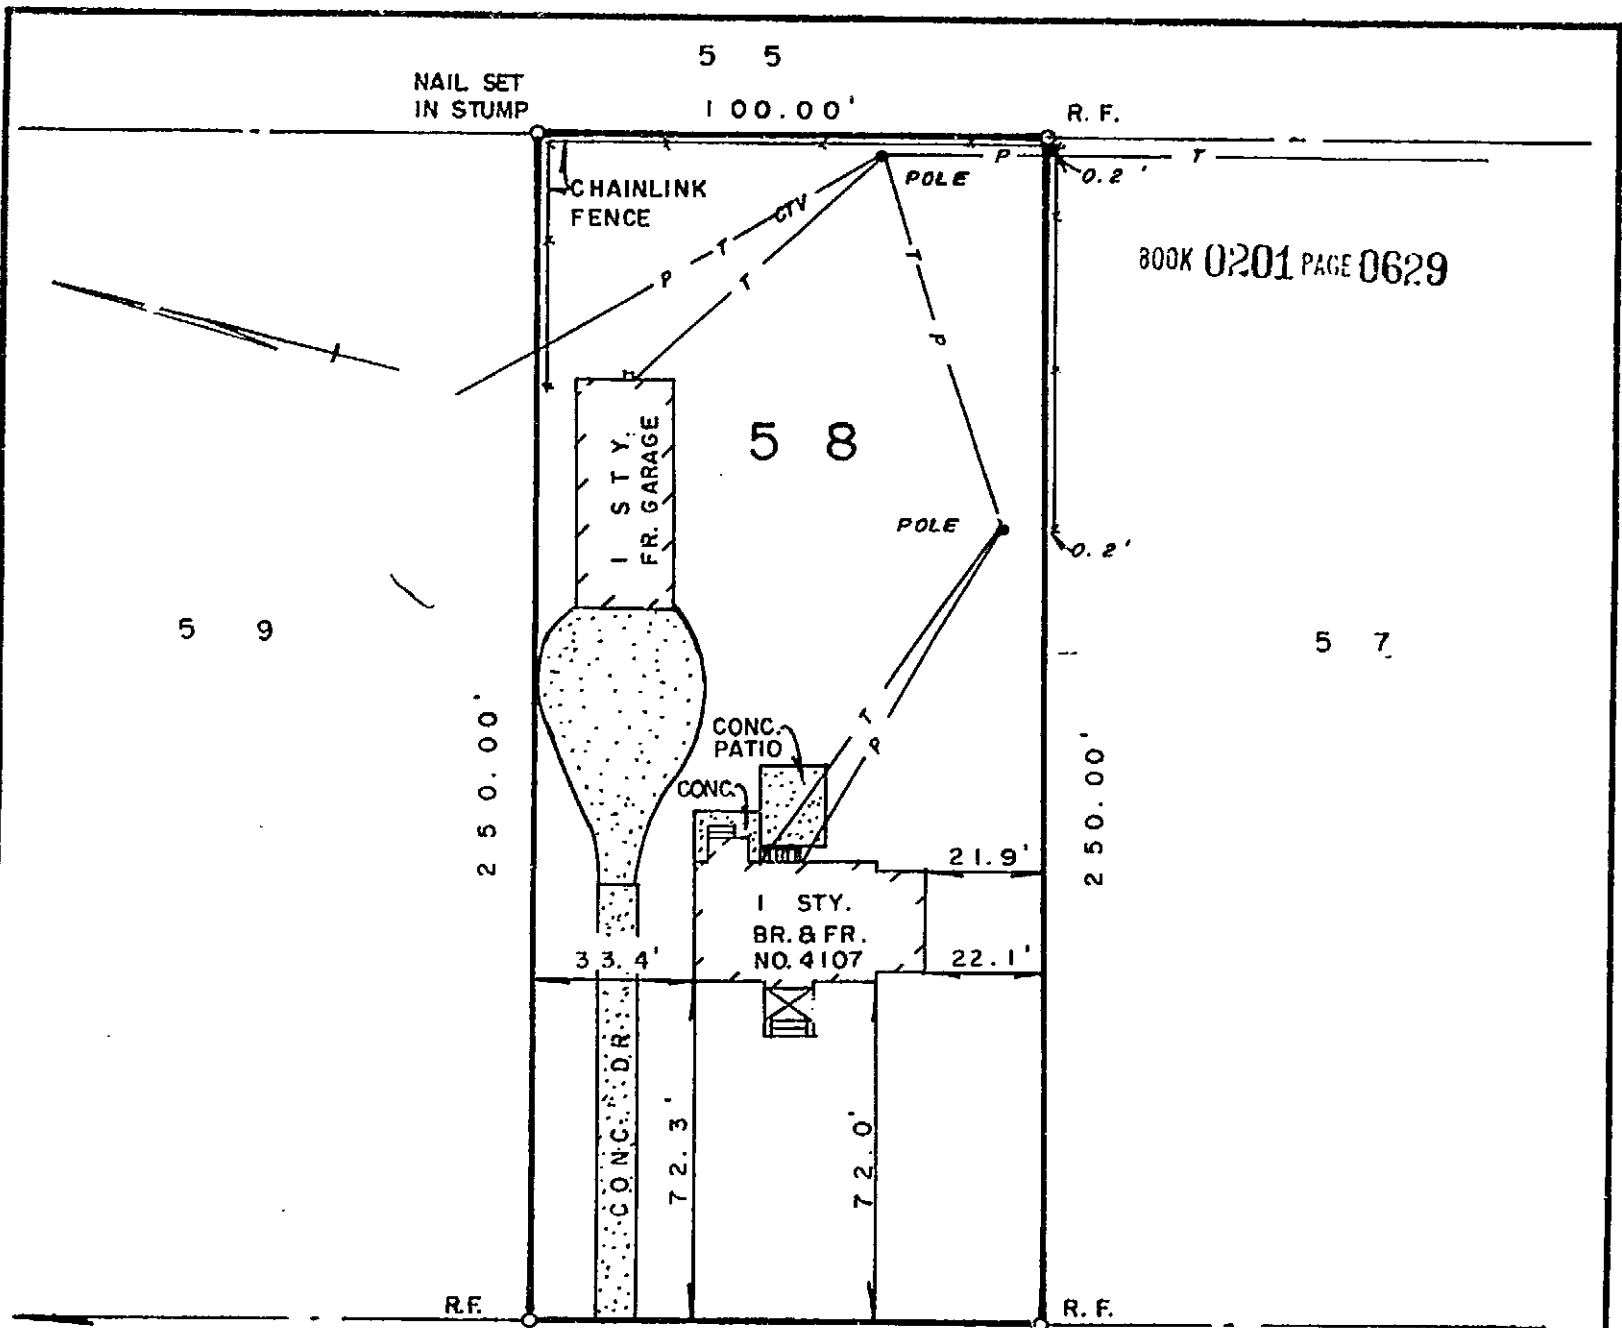 5 5
NAIL SET
IN STUMP
100.00'
R. F.
P
T
POLE
0.2'
CHAINLINK
FENCE
CTV
T
P
T
T
P
BOOK 0201 PAGE 0629
1 STY.
FR. GARAGE
5 8
POLE
0.2'
5 9
5 7
250.00'
250.00'
CONC.
PATIO
T
P
CONC.
21.9'
1 STY.
BR. & FR.
NO. 4107
33.4'
22.1'
CONC. DR.
72.3'
72.0'
R.F.
R. F.